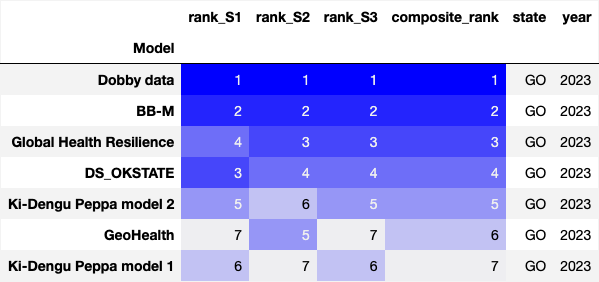 rank_S1 rank_S2 rank_S3 composite_rank state year
Model
Dobby data 1 1 1 1 GO 2023
BB-M 2 2 2 2 GO 2023
Global Health Resilience 4 3 3 3 GO 2023
DS_OKSTATE 3 4 4 4 GO 2023
Ki-Dengu Peppa model 2 5 6 5 5 GO 2023
GeoHealth 7 5 7 6 GO 2023
Ki-Dengu Peppa model 1 6 7 6 7 GO 2023